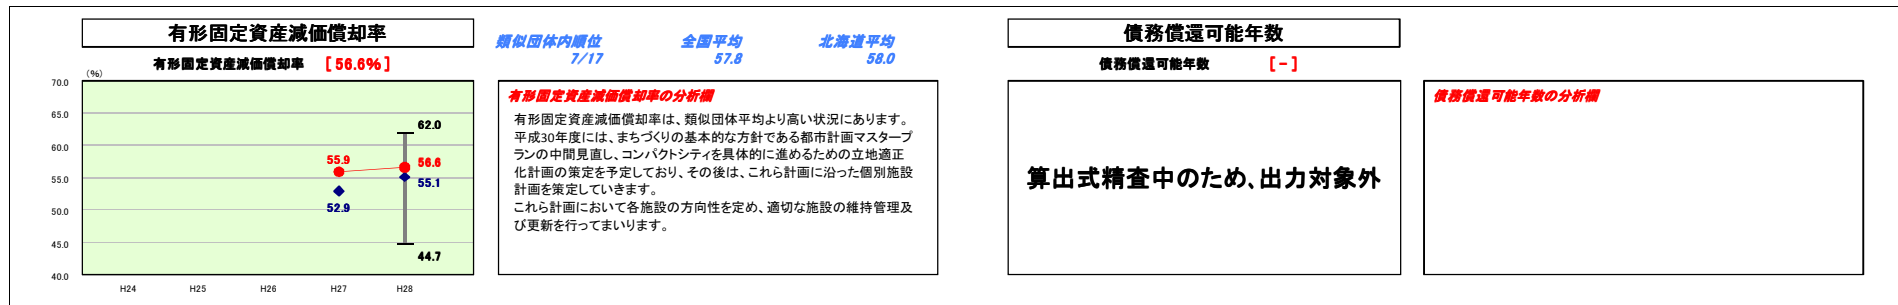 有形固定資産減価償却率
有形固定資産減価償却率 [ 56.6% ]
類似団体内順位 全国平均 北海道平均
7/17 57.8 58.0
(%)
70.0
65.0
60.0
55.0
50.0
45.0
40.0
62.0
55.9
56.6
55.1
52.9
44.7
H24 H25 H26 H27 H28
有形固定資産減価償却率の分析欄
有形固定資産減価償却率は、類似団体平均より高い状況にあります。
平成30年度には、まちづくりの基本的な方針である都市計画マスタープ
ランの中間見直し、コンパクトシティを具体的に進めるための立地適正
化計画の策定を予定しており、その後は、これら計画に沿った個別施設
計画を策定していきます。
これら計画において各施設の方向性を定め、適切な施設の維持管理及
び更新を行ってまいります。
債務償還可能年数
債務償還可能年数 [ - ]
算出式精査中のため、出力対象外
債務償還可能年数の分析欄